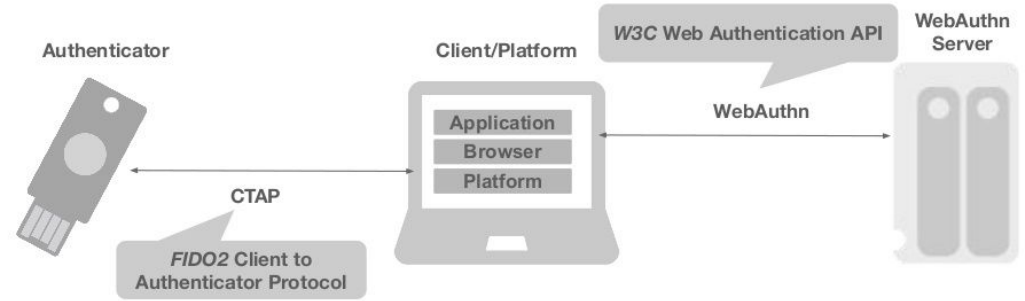 Authenticator
Client/Platform
W3C Web Authentication API
WebAuthn
Server
Application
Browser
Platform
WebAuthn
CTAP
FIDO2 Client to
Authenticator Protocol